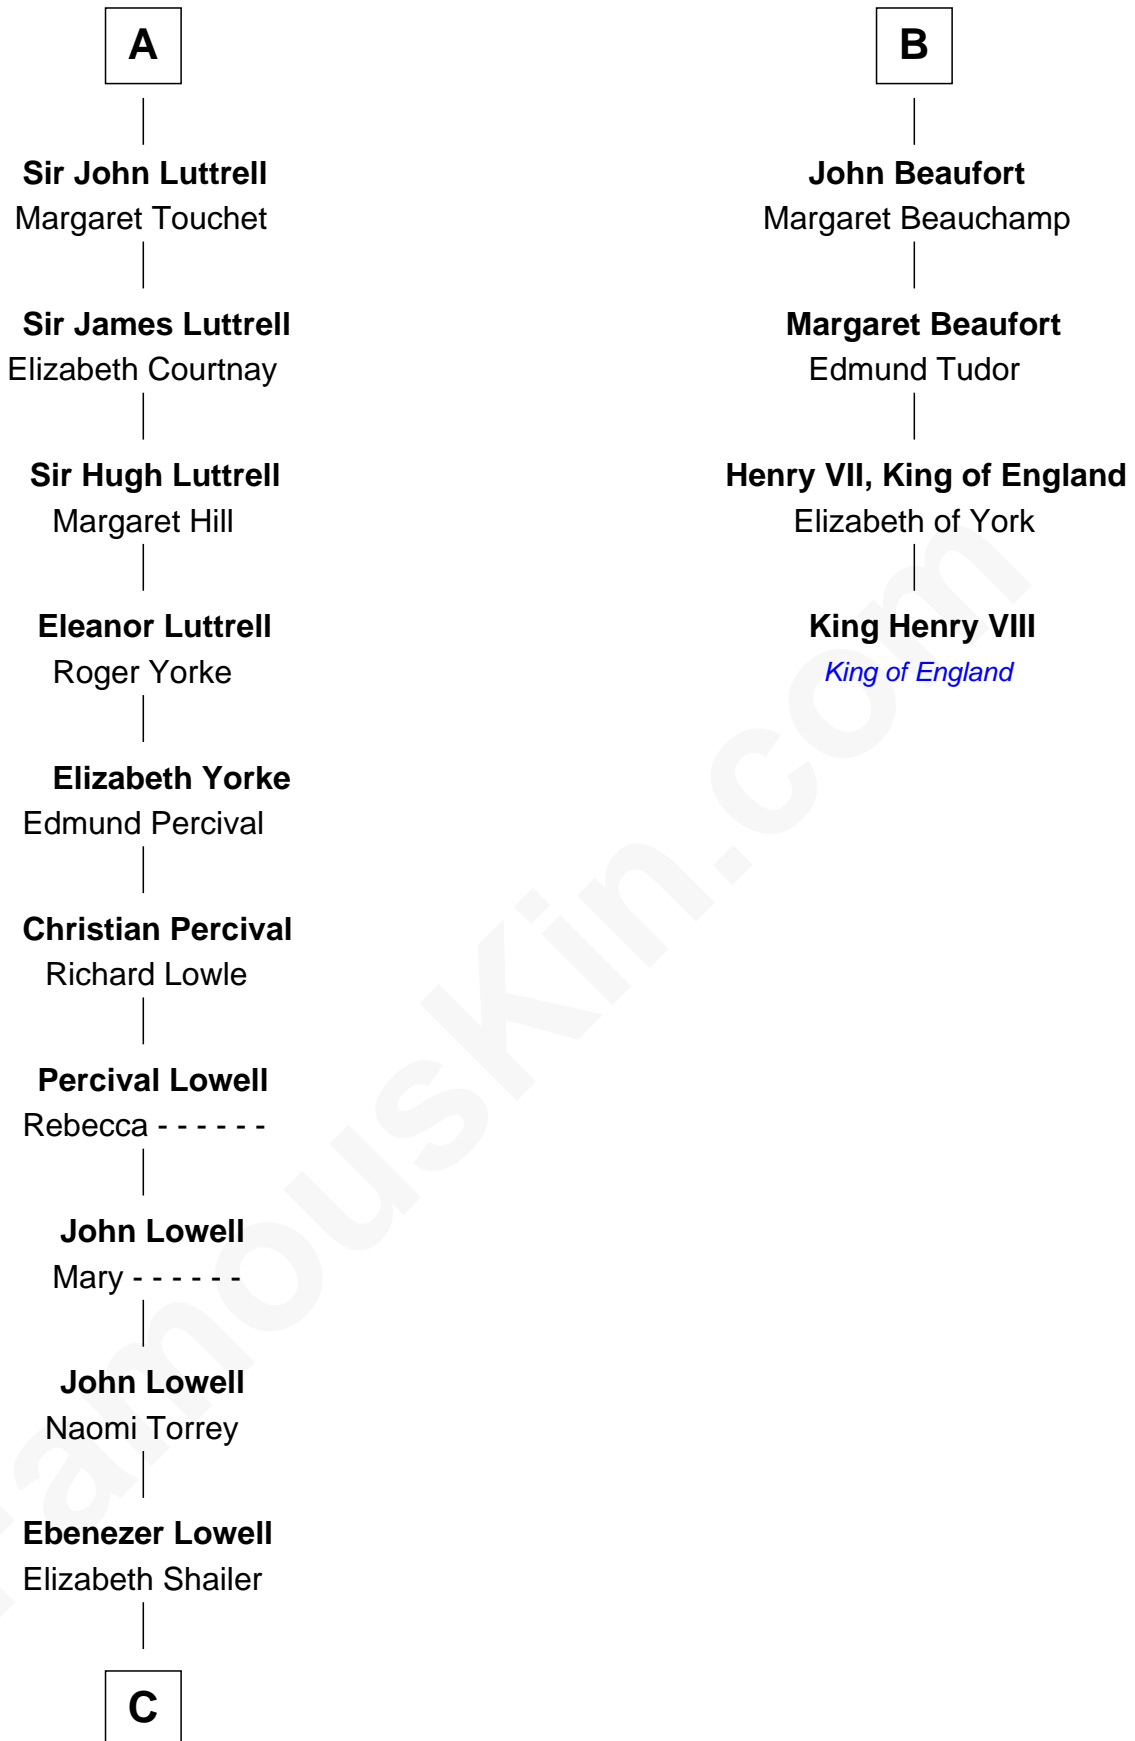 A
Sir John Luttrell
Margaret Touchet
Sir James Luttrell
Elizabeth Courtnay
Sir Hugh Luttrell
Margaret Hill
Eleanor Luttrell
Roger Yorke
Elizabeth Yorke
Edmund Percival
Christian Percival
Richard Lowle
Percival Lowell
Rebecca - - - - - -
John Lowell
Mary - - - - - -
John Lowell
Naomi Torrey
Ebenezer Lowell
Elizabeth Shailer
C
B
John Beaufort
Margaret Beauchamp
Margaret Beaufort
Edmund Tudor
Henry VII, King of England
Elizabeth of York
King Henry VIII
King of England
FamousKin.com